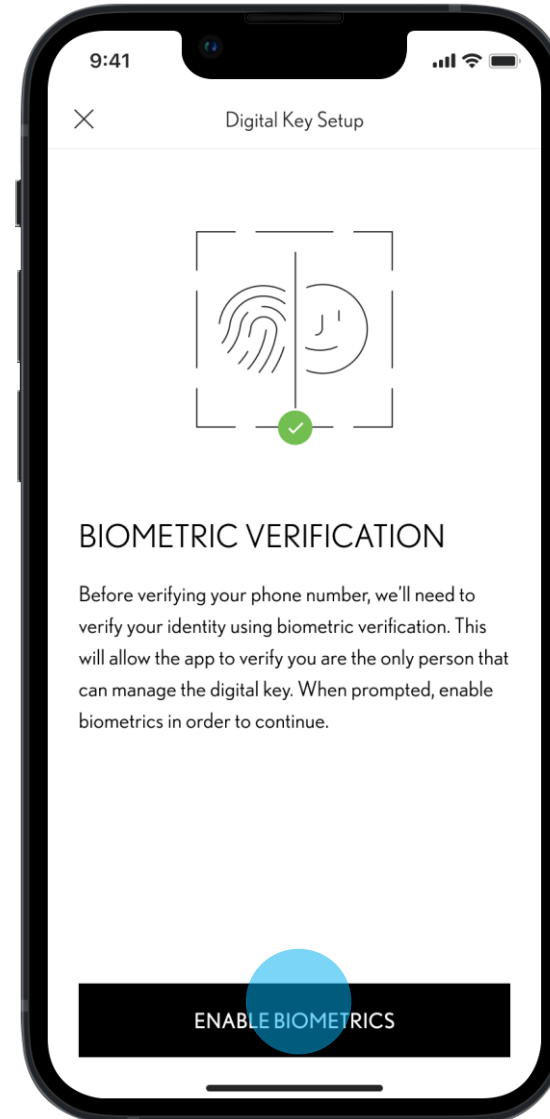 9:41
Digital Key Setup
BIOMETRIC VERIFICATION
Before verifying your phone number, we'll need to
verify your identity using biometric verification. This
will allow the app to verify you are the only person that
can manage the digital key. When prompted, enable
biometrics in order to continue.
ENABLE BIOMETRICS